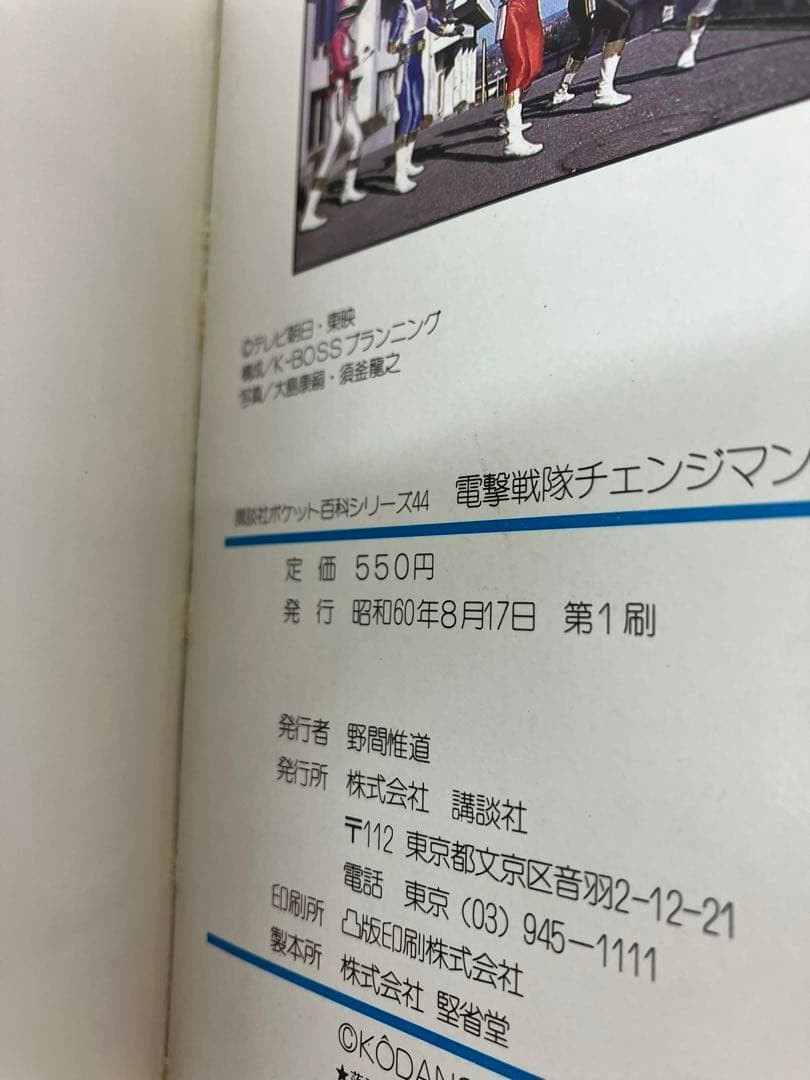 ©テレビ朝日・東映
構成/K-BOSSプランニング
写真/大島康嗣・須釜龍之
講談社ポケット百科シリーズ44 電撃戦隊チェンジマン
定 価 550円
発 行 昭和60年8月17日 第1刷
発行者 野間惟道
発行所 株式会社 講談社
〒112 東京都文京区音羽2-12-21
電話 東京(03)945-1111
印刷所 凸版印刷株式会社
製本所 株式会社 堅省堂
©KÔDANS